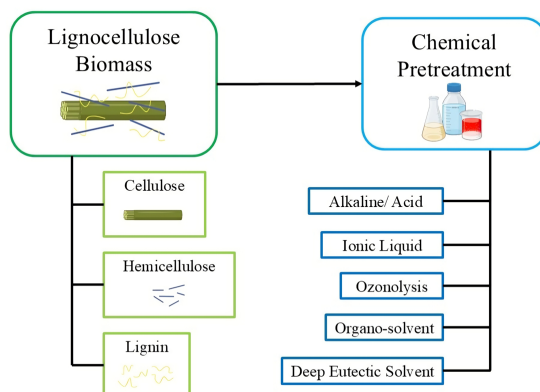 Lignocellulose
Biomass
Chemical
Pretreatment
Cellulose
Hemicellulose
Lignin
Alkaline/ Acid
Ionic Liquid
Ozonolysis
Organo-solvent
Deep Eutectic Solvent